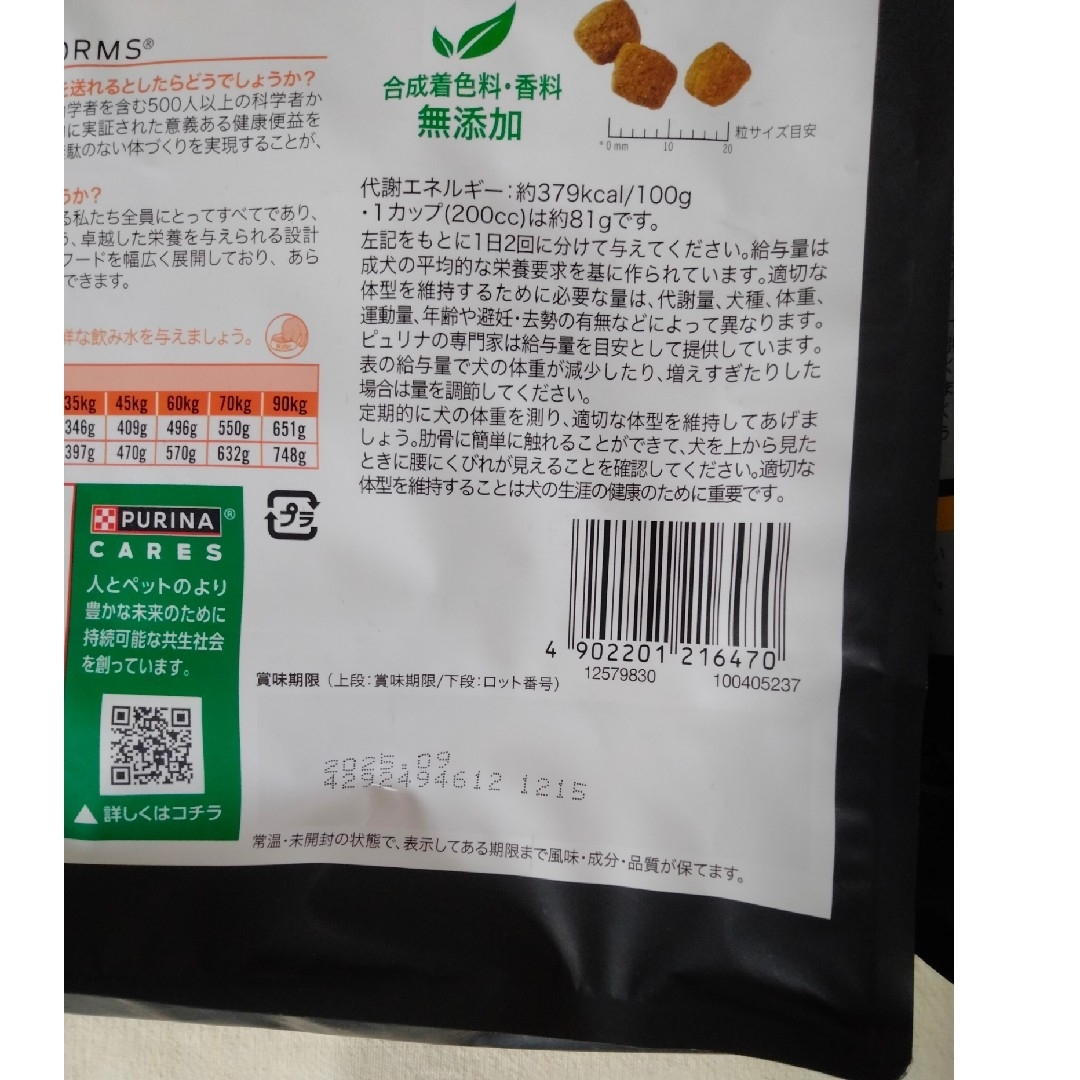 ORMS®
を送れるとしたらどうでしょうか?
学者を含む500人以上の科学者か
に実証された意義ある健康便益を
駄のない体づくりを実現することが、
うか?
る私たち全員にとってすべてであり、
う、卓越した栄養を与えられる設計
フードを幅広く展開しており、あら
できます。
鮮な飲み水を与えましょう。
35kg 45kg 60kg 70kg 90kg
346g 409g 496g 550g 651g
397g 470g 570g 632g 748g
PURINA®
CARES
人とペットのより
豊かな未来のために
持続可能な共生社会
を創っています。
▲詳しくはコチラ
プラ
合成着色料・香料
無添加
*0mm 10 20
粒サイズ目安
代謝エネルギー:約379kcal/100g
・1カップ(200cc)は約81gです。
左記をもとに1日2回に分けて与えてください。給与量は
成犬の平均的な栄養要求を基に作られています。適切な
体型を維持するために必要な量は、代謝量、犬種、体重、
運動量、年齢や避妊・去勢の有無などによって異なります。
ピュリナの専門家は給与量を目安として提供しています。
表の給与量で犬の体重が減少したり、増えすぎたりした
場合は量を調節してください。
定期的に犬の体重を測り、適切な体型を維持してあげま
しょう。肋骨に簡単に触れることができて、犬を上から見た
ときに腰にくびれが見えることを確認してください。適切な
体型を維持することは犬の生涯の健康のために重要です。
4 902201 216470
12579830 100405237
賞味期限(上段:賞味期限/下段:ロット番号)
2025.09
4292494612 1215
常温・未開封の状態で、表示してある期限まで風味・成分・品質が保てます。